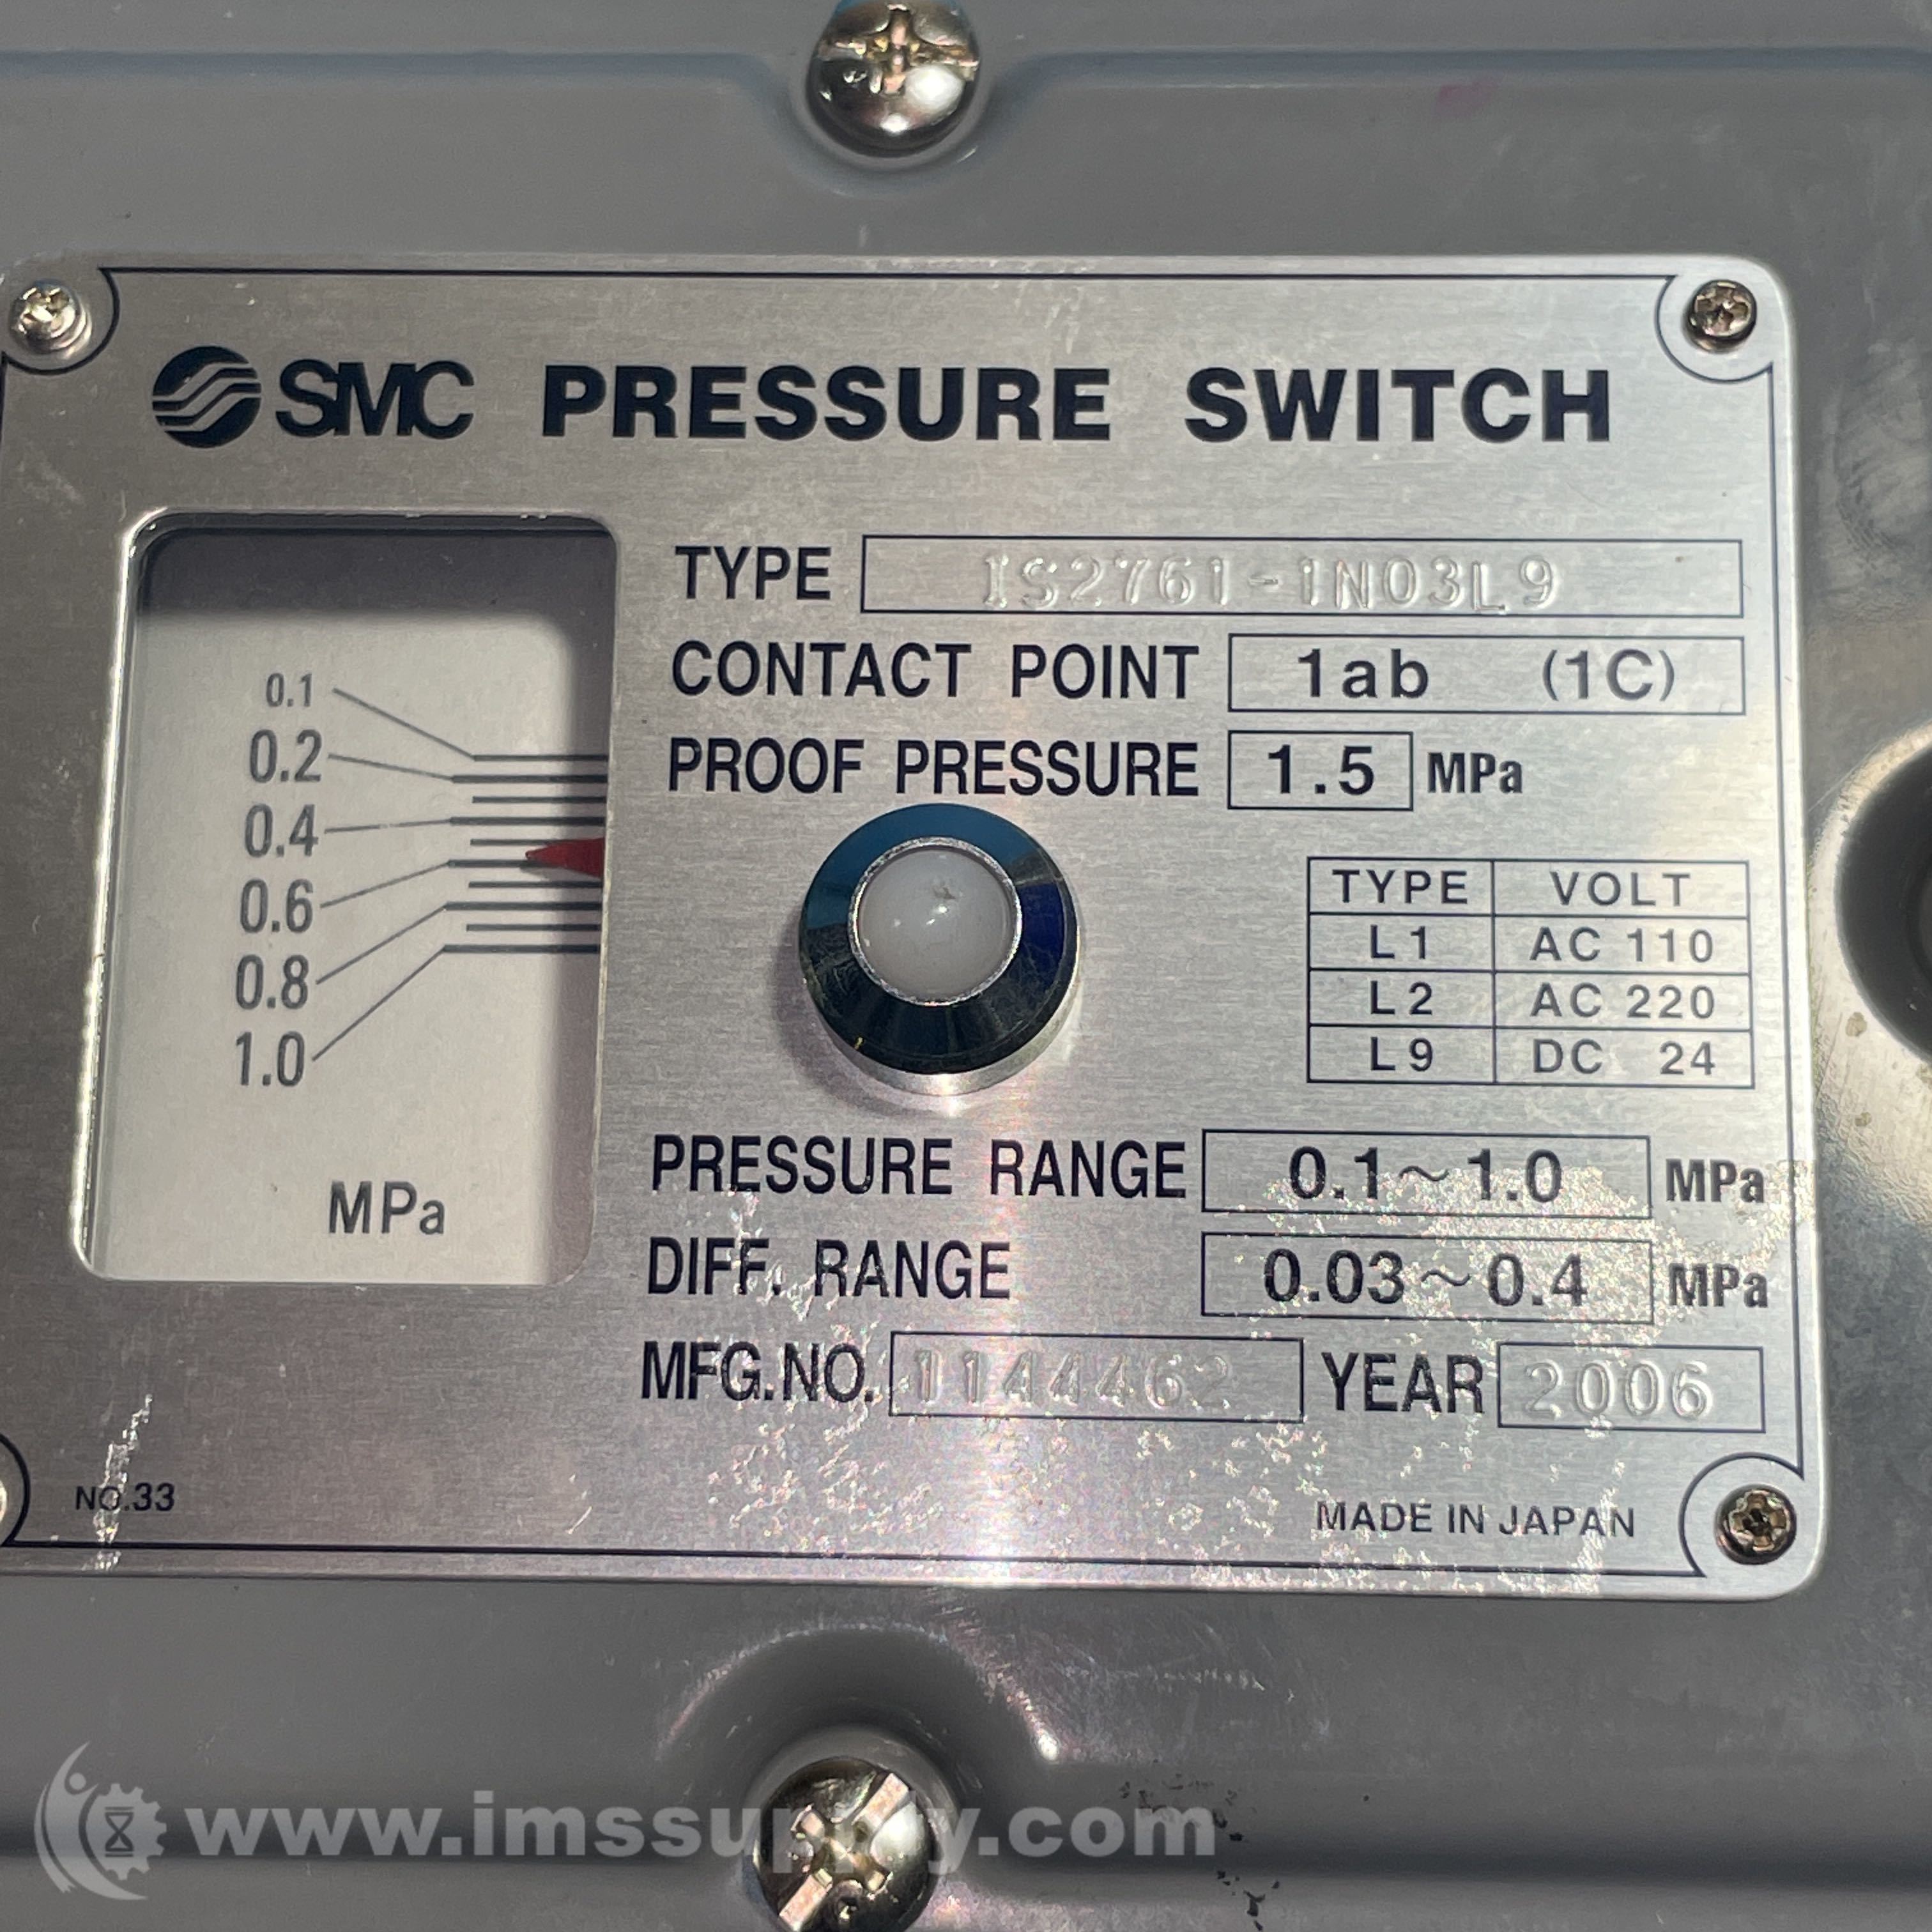 SMC PRESSURE SWITCH
TYPE IS2761-1N03L9
CONTACT POINT 1ab (1C)
PROOF PRESSURE 1.5 MPa
0.1
0.2
0.4
0.6
0.8
1.0
MPa
TYPE VOLT
L1 AC 110
L2 AC 220
L9 DC 24
PRESSURE RANGE 0.1~1.0 MPa
DIFF. RANGE 0.03~0.4 MPa
MFG.NO. 1144462 YEAR 2006
NO.33
MADE IN JAPAN
www.imssupply.com